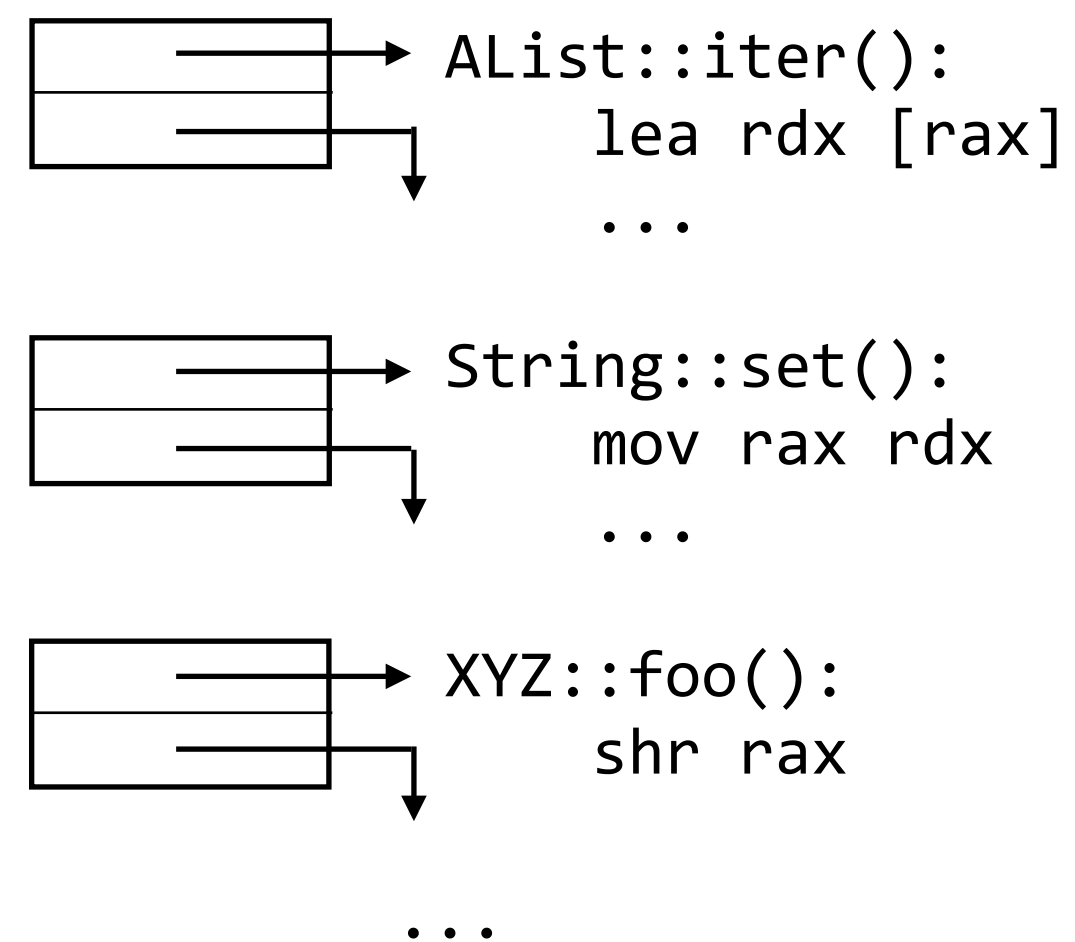 AList::iter():
lea rdx [rax]
...
String::set():
mov rax rdx
...
XYZ::foo():
shr rax
...